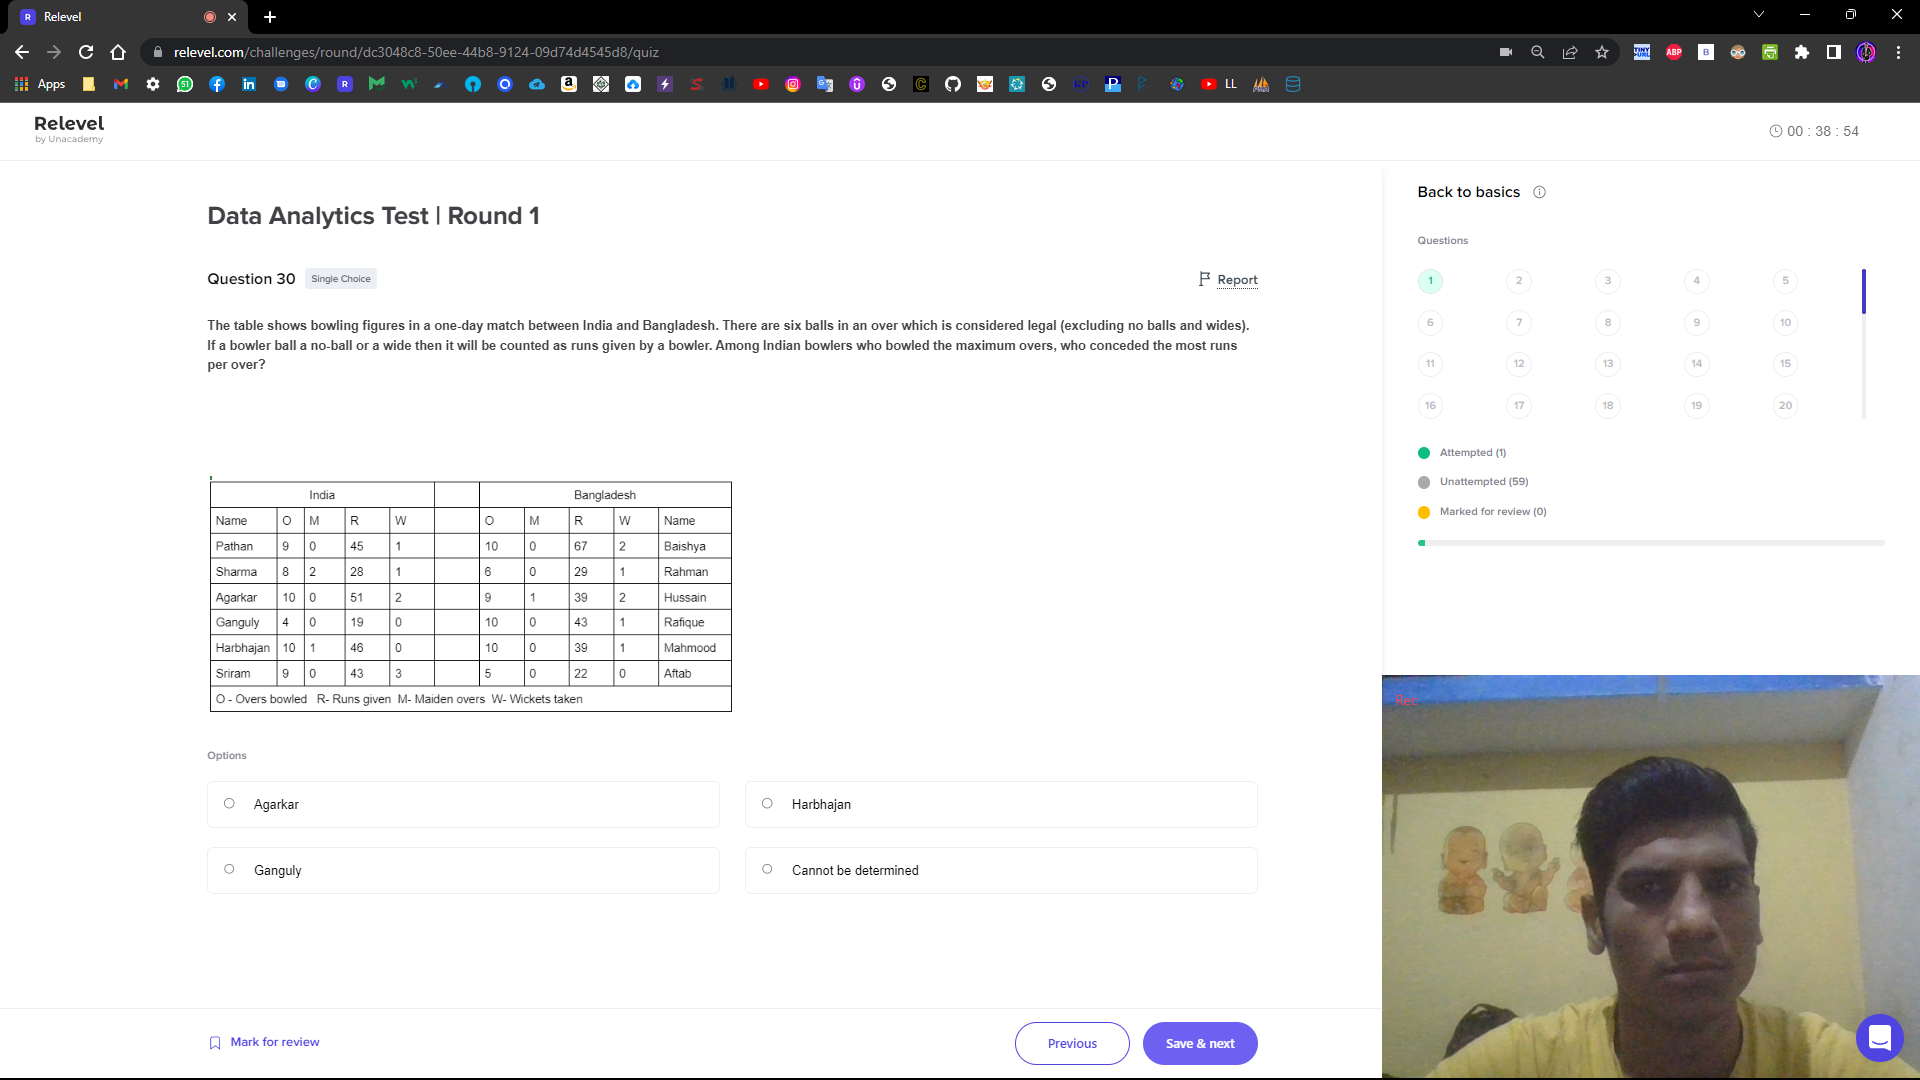 Relevel
relevel.com/challenges/round/dc3048c8-50ee-44b8-9124-09d74d4545d8/quiz
Apps
LL
Relevel
by Unacademy
00 : 38 : 54
Data Analytics Test | Round 1
Question 30 Single Choice
Report
The table shows bowling figures in a one-day match between India and Bangladesh. There are six balls in an over which is considered legal (excluding no balls and wides).
If a bowler ball a no-ball or a wide then it will be counted as runs given by a bowler. Among Indian bowlers who bowled the maximum overs, who conceded the most runs
per over?
India Bangladesh
Name O M R W O M R W Name
Pathan 9 0 45 1 10 0 67 2 Baishya
Sharma 8 2 28 1 6 0 29 1 Rahman
Agarkar 10 0 51 2 9 1 39 2 Hussain
Ganguly 4 0 19 0 10 0 43 1 Rafique
Harbhajan 10 1 46 0 10 0 39 1 Mahmood
Sriram 9 0 43 3 5 0 22 0 Aftab
O - Overs bowled R- Runs given M- Maiden overs W- Wickets taken
Options
Agarkar
Harbhajan
Ganguly
Cannot be determined
Mark for review
Previous
Save & next
Back to basics
Questions
1 2 3 4 5
6 7 8 9 10
11 12 13 14 15
16 17 18 19 20
Attempted (1)
Unattempted (59)
Marked for review (0)
Rec